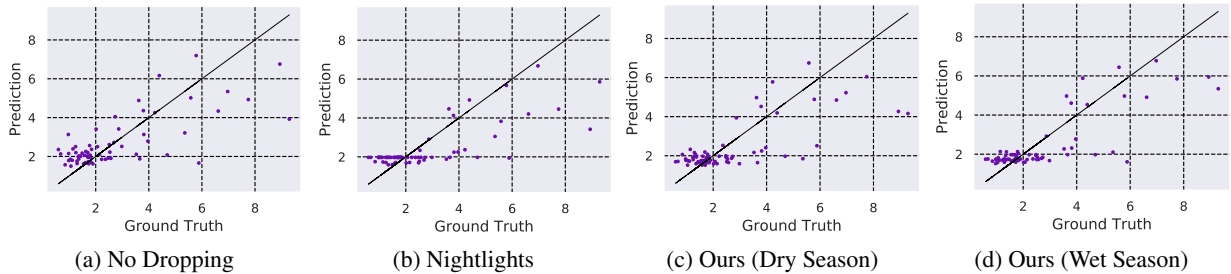 8
6
4
2
Prediction
2 4 6 8
Ground Truth
(a) No Dropping
8
6
4
2
Prediction
2 4 6 8
Ground Truth
(b) Nightlights
8
6
4
2
Prediction
2 4 6 8
Ground Truth
(c) Ours (Dry Season)
8
6
4
2
Prediction
2 4 6 8
Ground Truth
(d) Ours (Wet Season)